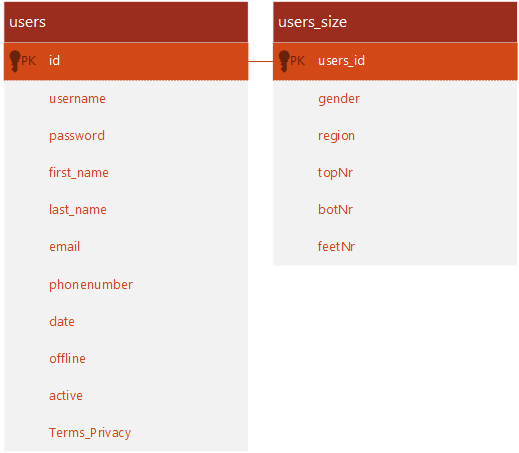 users
PK id
username
password
first_name
last_name
email
phonenumber
date
offline
active
Terms_Privacy
users_size
PK users_id
gender
region
topNr
botNr
feetNr